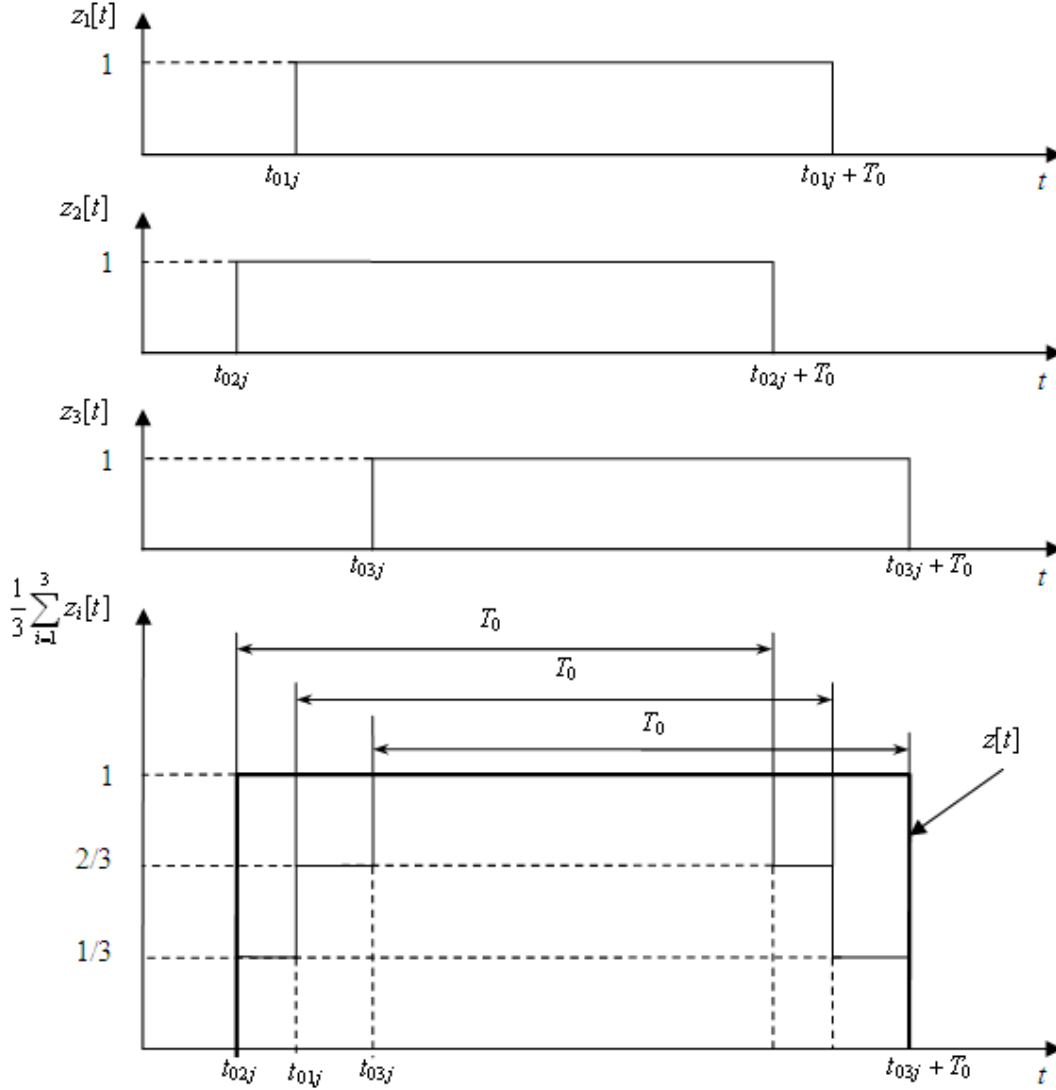 z₁[t]
1
t₀₁ⱼ
t₀₁ⱼ + T₀
t
z₂[t]
1
t₀₂ⱼ
t₀₂ⱼ + T₀
t
z₃[t]
1
t₀₃ⱼ
t₀₃ⱼ + T₀
t
1/3 ∑³ᵢ₌₁ zᵢ[t]
T₀
T₀
T₀
z[t]
1
2/3
1/3
t₀₂ⱼ
t₀₁ⱼ
t₀₃ⱼ
t₀₃ⱼ + T₀
t